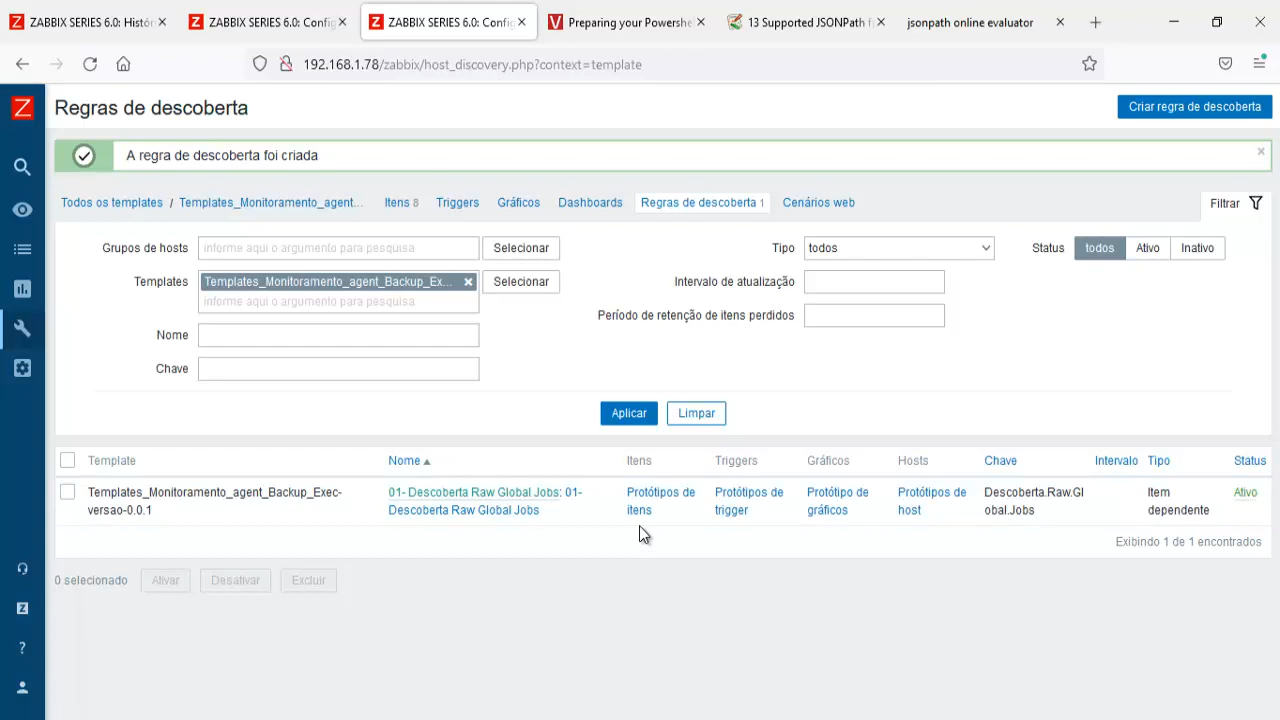 ZABBIX SERIES 6.0: Histór
ZABBIX SERIES 6.0: Config
ZABBIX SERIES 6.0: Config
Preparing your Powershe
13 Supported JSONPath f
jsonpath online evaluator
192.168.1.78/zabbix/host_discovery.php?context=template
Regras de descoberta
Criar regra de descoberta
A regra de descoberta foi criada
Todos os templates / Templates_Monitoramento_agent... Itens 8 Triggers Gráficos Dashboards Regras de descoberta 1 Cenários web
Filtrar
Grupos de hosts informe aqui o argumento para pesquisa Selecionar
Tipo todos
Status todos Ativo Inativo
Templates Templates_Monitoramento_agent_Backup_Ex... Selecionar
informe aqui o argumento para pesquisa
Intervalo de atualização
Período de retenção de itens perdidos
Nome
Chave
Aplicar Limpar
Template Nome Itens Triggers Gráficos Hosts Chave Intervalo Tipo Status
Templates_Monitoramento_agent_Backup_Exec- 01- Descoberta Raw Global Jobs: 01- Protótipos de Protótipos de Protótipo de Protótipos de Descoberta.Raw.Gl Item Ativo
versao-0.0.1 Descoberta Raw Global Jobs itens trigger gráficos host obal.Jobs dependente
Exibindo 1 de 1 encontrados
0 selecionado Ativar Desativar Excluir